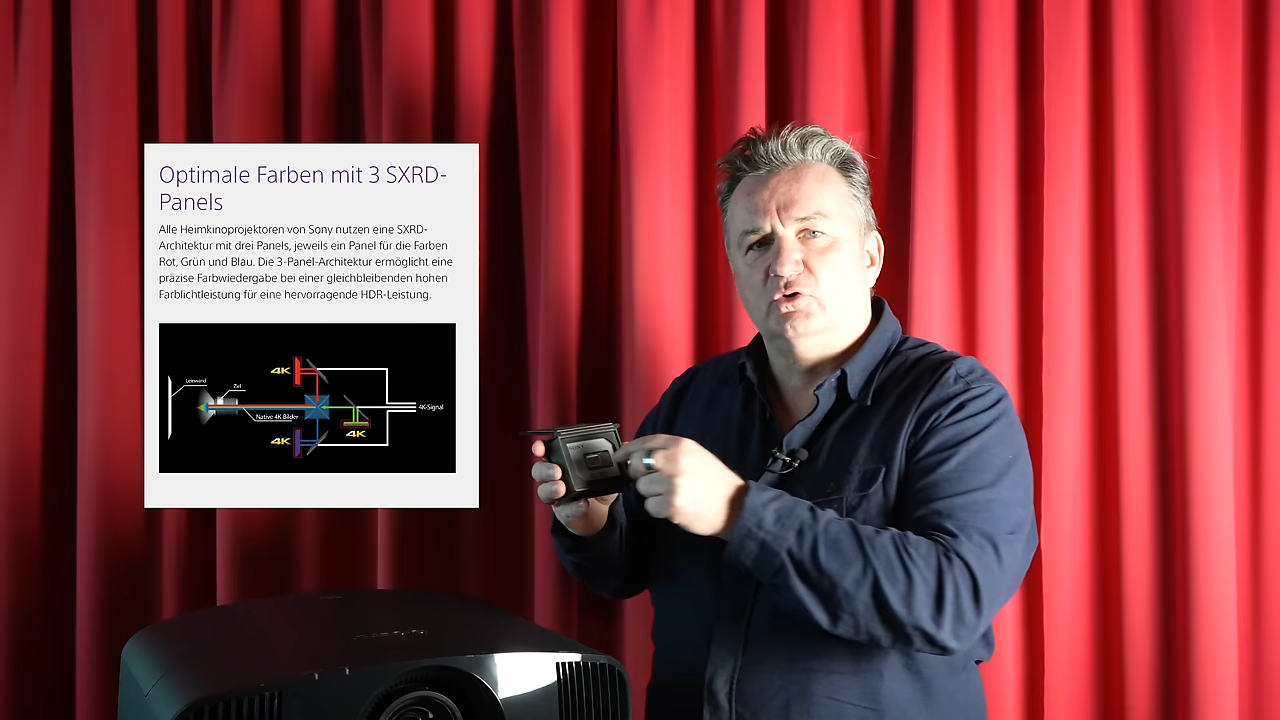 Optimale Farben mit 3 SXRD-
Panels
Alle Heimkinoprojektoren von Sony nutzen eine SXRD-
Architektur mit drei Panels, jeweils ein Panel für die Farben
Rot, Grün und Blau. Die 3-Panel-Architektur ermöglicht eine
präzise Farbwiedergabe bei einer gleichbleibenden hohen
Farblichtleistung für eine hervorragende HDR-Leistung.
4K
Leinwand
Ziel
4K-Signal
Native 4K Bilder
4K
4K